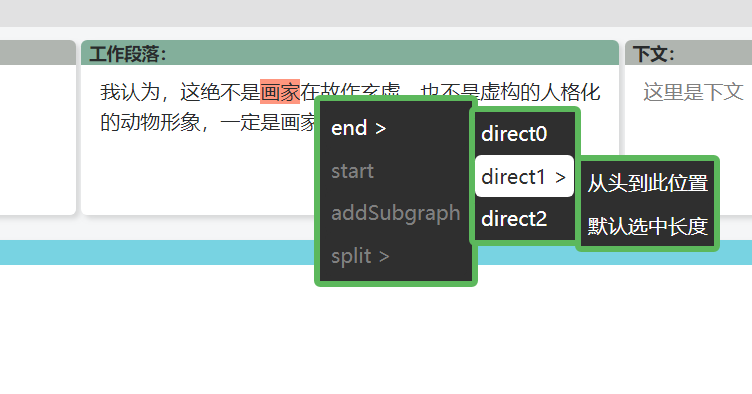 工作段落：
下文：
我认为，这绝不是画家在故作玄虚，也不是虚构的人格化
的动物形象，一定是画家
这里是下文
end >
start
addSubgraph
split >
direct0
direct1 >
direct2
从头到此位置
默认选中长度